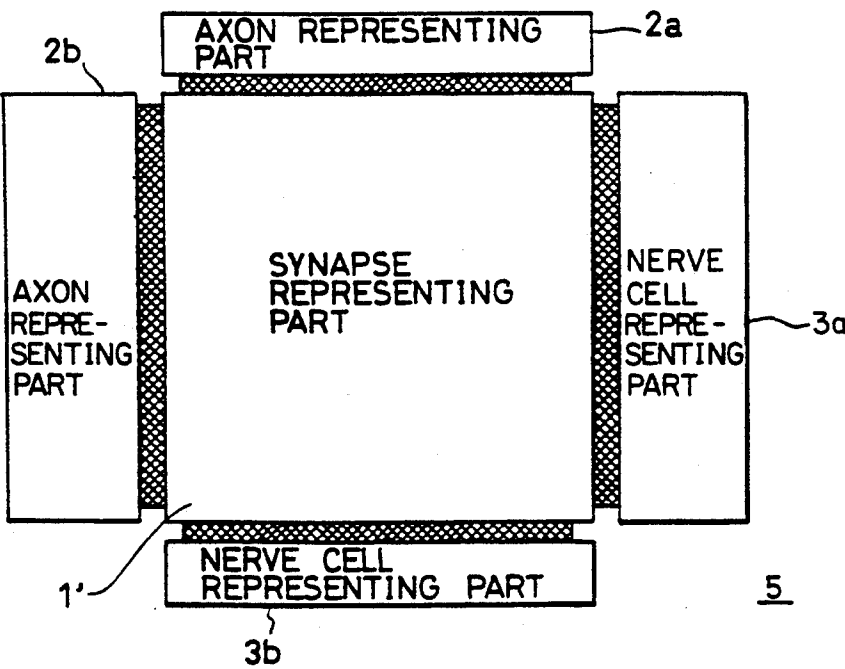 AXON REPRESENTING
PART
2a
2b
SYNAPSE
REPRESENTING
PART
AXON
REPRE-
SENTING
PART
NERVE
CELL
REPRE-
SENTING
PART
3a
NERVE CELL
REPRESENTING PART
1'
5
3b